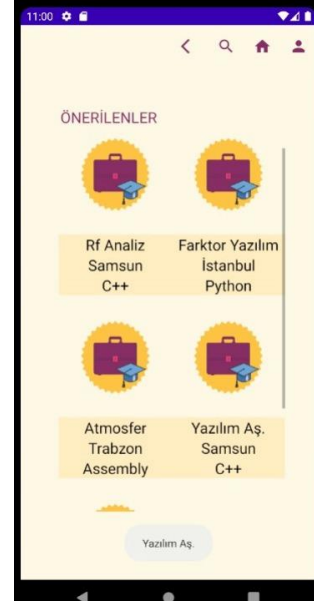 11:00
ÖNERİLENLER
Rf Analiz
Samsun
C++
Farktor Yazılım
İstanbul
Python
Atmosfer
Trabzon
Assembly
Yazılım Aş.
Samsun
C++
Yazılım Aş.